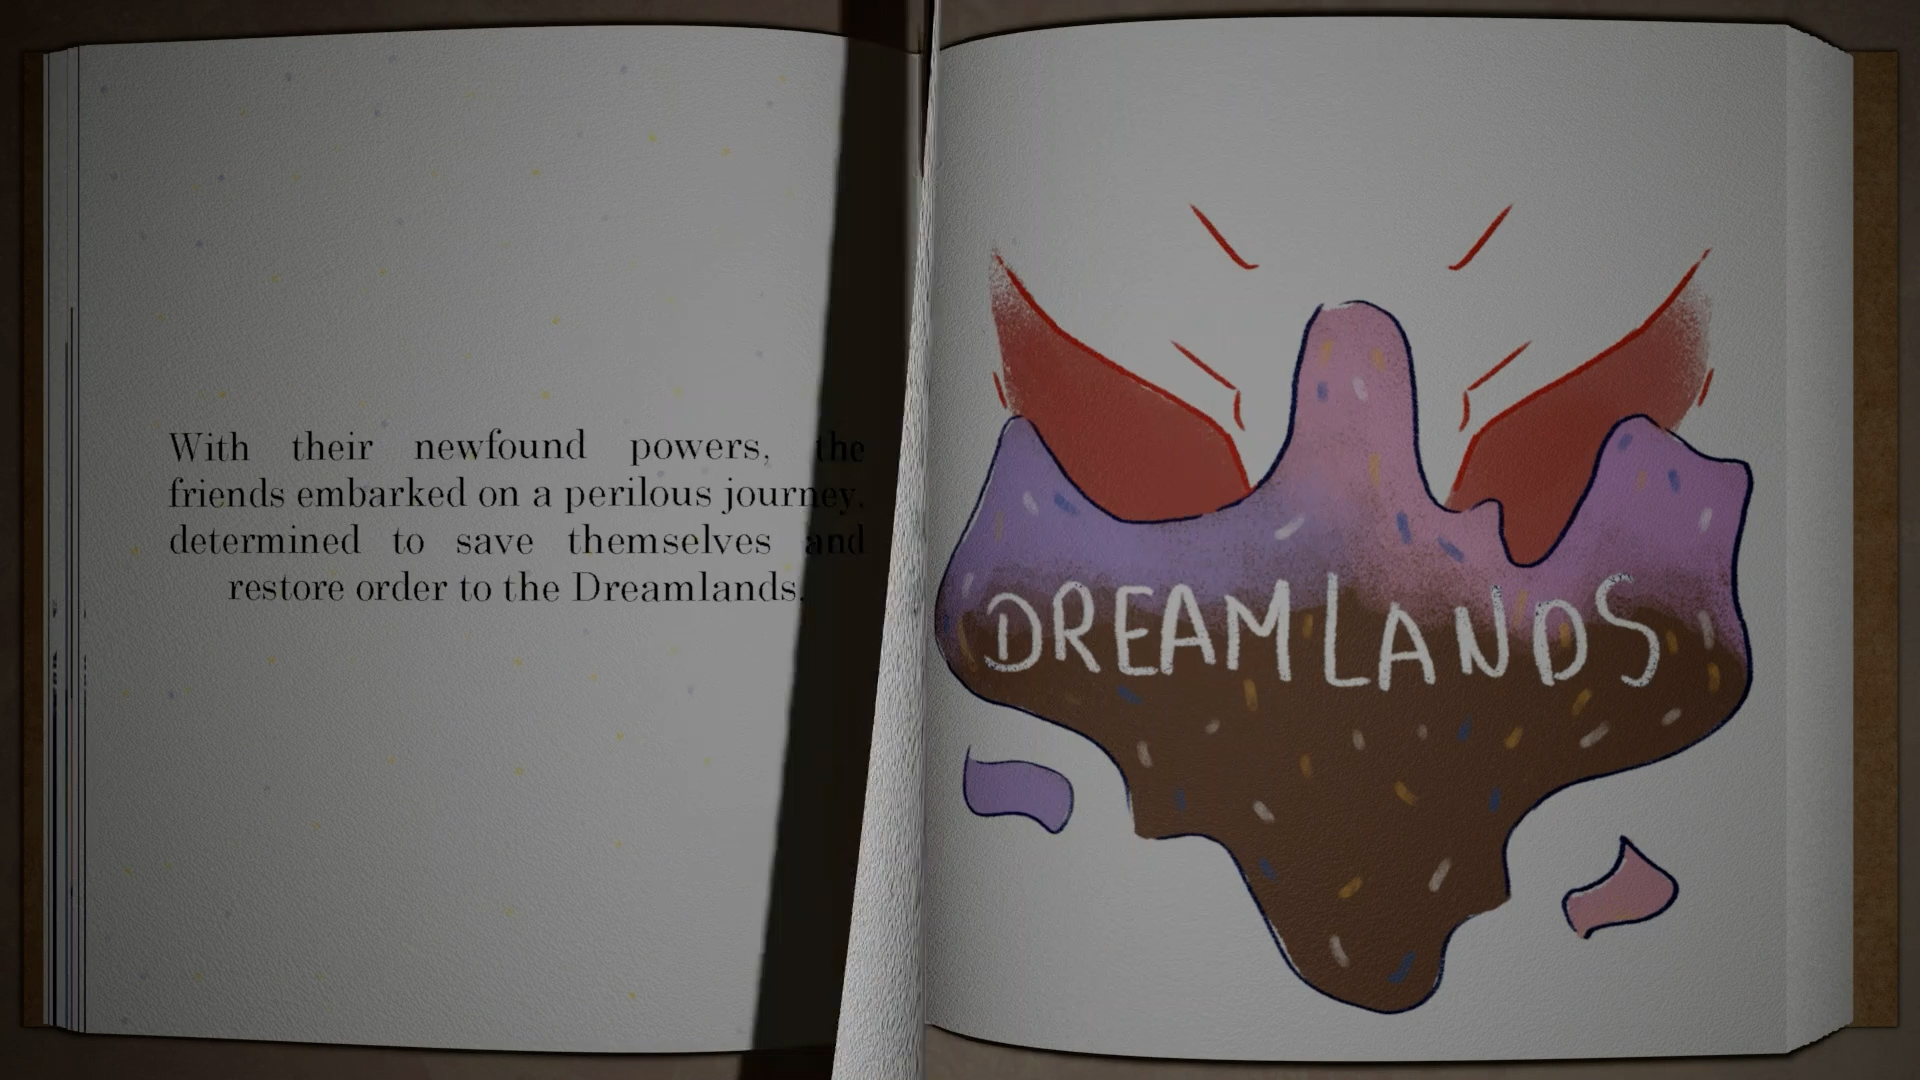 With their newfound powers, the
friends embarked on a perilous journey.
determined to save themselves and
restore order to the Dreamlands.
DREAMLANDS